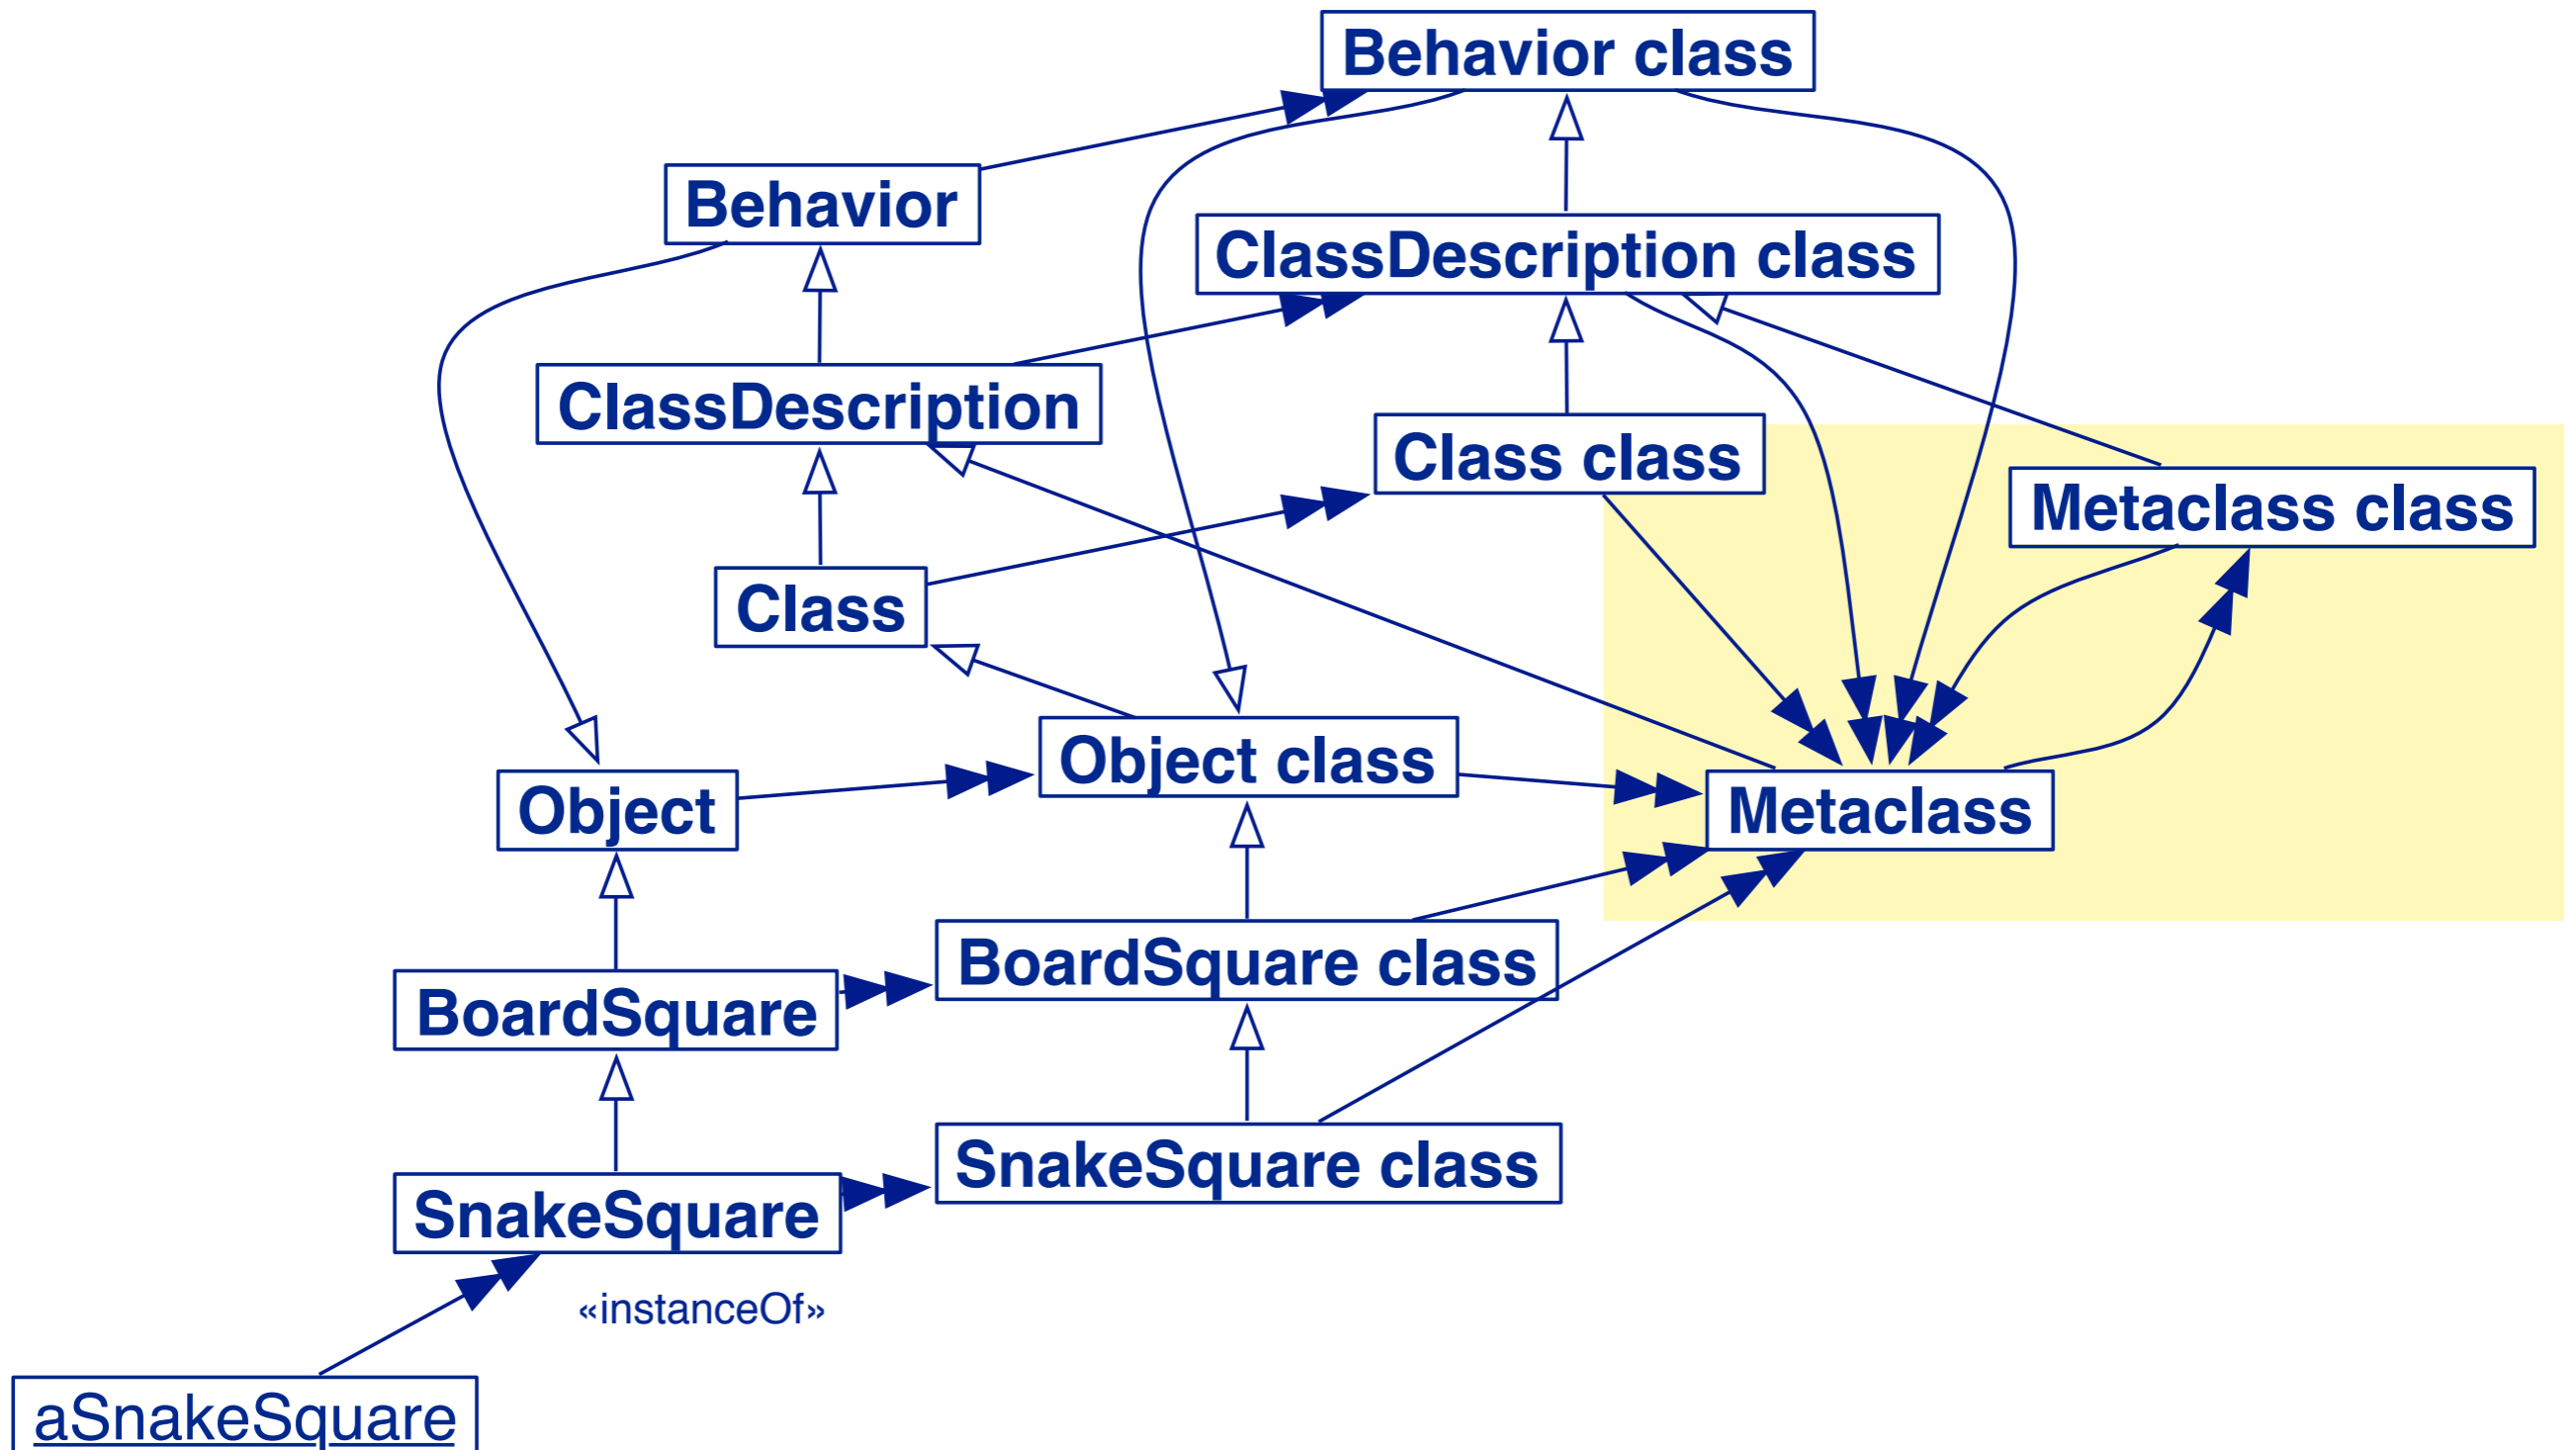 Behavior class
Behavior
ClassDescription class
ClassDescription
Class class
Metaclass class
Class
Object class
Object
Metaclass
BoardSquare class
BoardSquare
SnakeSquare class
SnakeSquare
«instanceOf»
aSnakeSquare